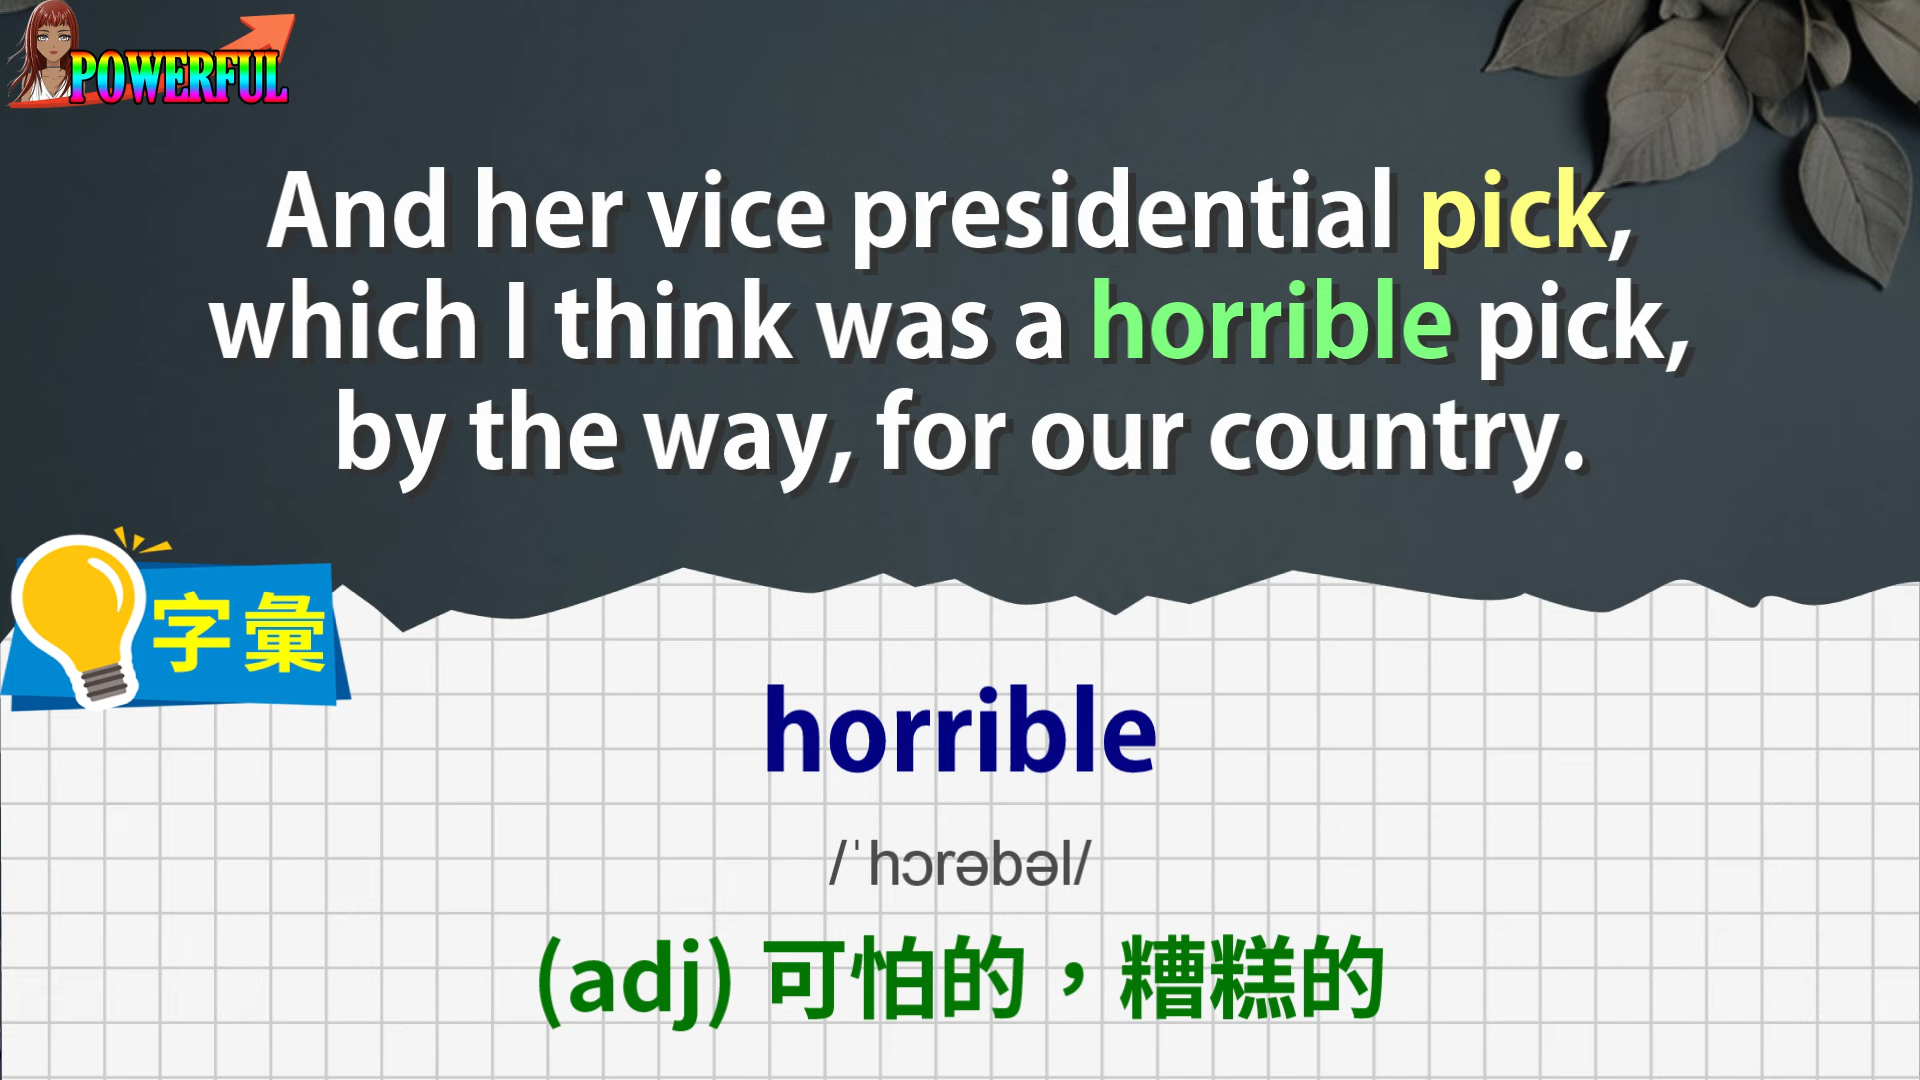 POWERFUL
And her vice presidential pick,
which I think was a horrible pick,
by the way, for our country.
字彙
horrible
/ˈhɔrəbəl/
(adj) 可怕的，糟糕的